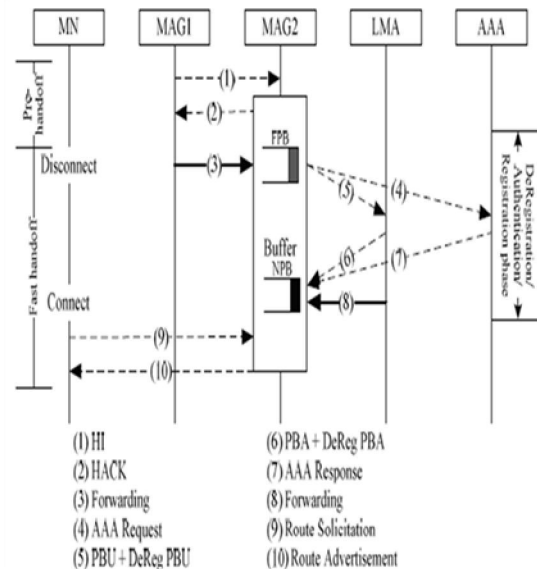 MN MAG1 MAG2 LMA AAA
Pre-
handoff
(1)
(2)
FPB
Disconnect
(3)
(5)
(4)
DeRegistration/
Authentication/
Registration phase
Fast handoff
Buffer
NPB
(6)
(7)
Connect
(8)
(9)
(10)
(1) HI
(2) HACK
(3) Forwarding
(4) AAA Request
(5) PBU + DeReg PBU
(6) PBA + DeReg PBA
(7) AAA Response
(8) Forwarding
(9) Route Solicitation
(10) Route Advertisement